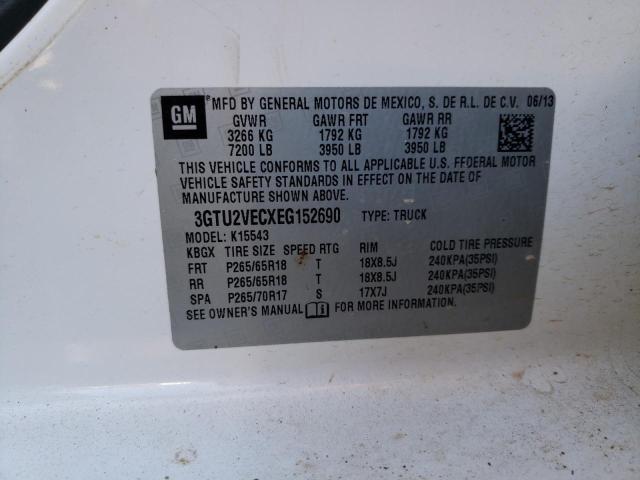 GM ® MFD BY GENERAL MOTORS DE MEXICO, S. DE R.L. DE C.V. 06/13
GVWR GAWR FRT GAWR RR
3266 KG 1792 KG 1792 KG
7200 LB 3950 LB 3950 LB
THIS VEHICLE CONFORMS TO ALL APPLICABLE U.S. FFDERAL MOTOR
VEHICLE SAFETY STANDARDS IN EFFECT ON THE DATE OF
MANUFACTURE SHOWN ABOVE.
3GTU2VECXEG152690 TYPE: TRUCK
MODEL: K15543
KBGX TIRE SIZE SPEED RTG RIM COLD TIRE PRESSURE
FRT P265/65R18 T 18X8.5J 240KPA(35PSI)
RR P265/65R18 T 18X8.5J 240KPA(35PSI)
SPA P265/70R17 S 17X7J 240KPA(35PSI)
SEE OWNER'S MANUAL FOR MORE INFORMATION